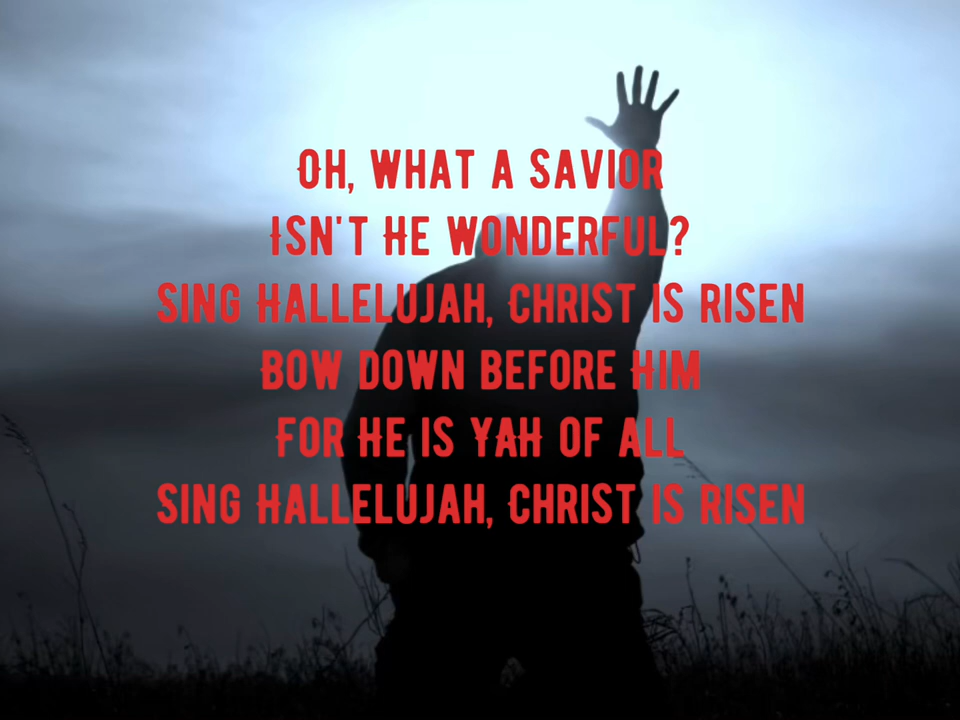 Oh, what a Savior
Isn't He wonderful?
Sing Hallelujah, Christ is risen
Bow down before Him
For He is Yah of all
Sing Hallelujah, Christ is risen